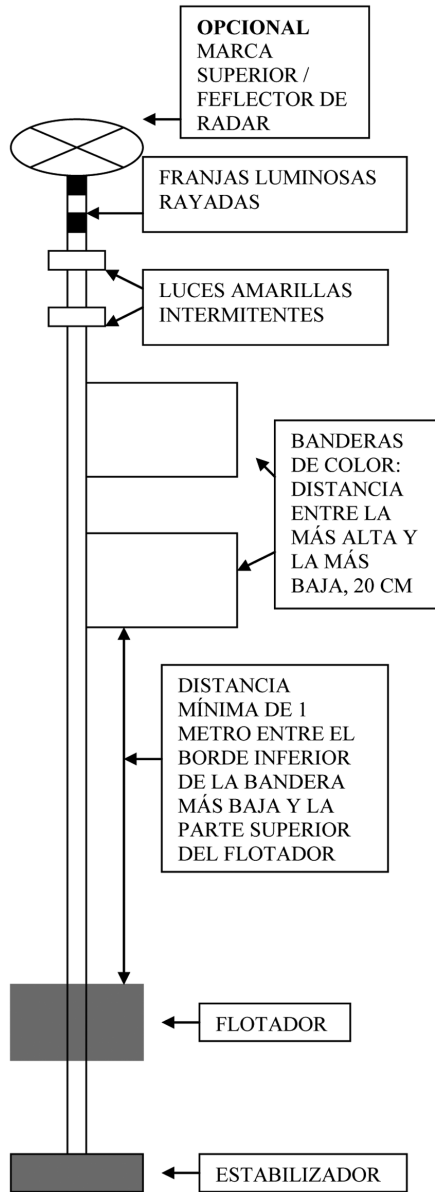 OPCIONAL
MARCA
SUPERIOR /
FEFLECTOR DE
RADAR
FRANJAS LUMINOSAS
RAYADAS
LUCES AMARILLAS
INTERMITENTES
BANDERAS
DE COLOR:
DISTANCIA
ENTRE LA
MÁS ALTA Y
LA MÁS
BAJA, 20 CM
DISTANCIA
MÍNIMA DE 1
METRO ENTRE EL
BORDE INFERIOR
DE LA BANDERA
MÁS BAJA Y LA
PARTE SUPERIOR
DEL FLOTADOR
FLOTADOR
ESTABILIZADOR